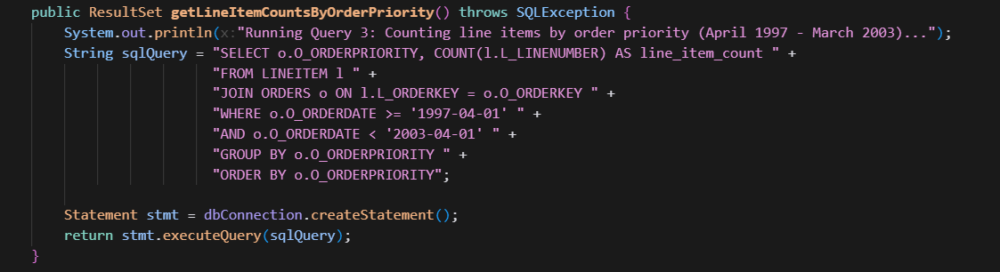 public ResultSet getLineItemCountsByOrderPriority() throws SQLException {
System.out.println(x:"Running Query 3: Counting line items by order priority (April 1997 - March 2003)...");
String sqlQuery = "SELECT o.O_ORDERPRIORITY, COUNT(l.L_LINENUMBER) AS line_item_count " +
"FROM LINEITEM l " +
"JOIN ORDERS o ON l.L_ORDERKEY = o.O_ORDERKEY " +
"WHERE o.O_ORDERDATE >= '1997-04-01' " +
"AND o.O_ORDERDATE < '2003-04-01' " +
"GROUP BY o.O_ORDERPRIORITY " +
"ORDER BY o.O_ORDERPRIORITY";
Statement stmt = dbConnection.createStatement();
return stmt.executeQuery(sqlQuery);
}